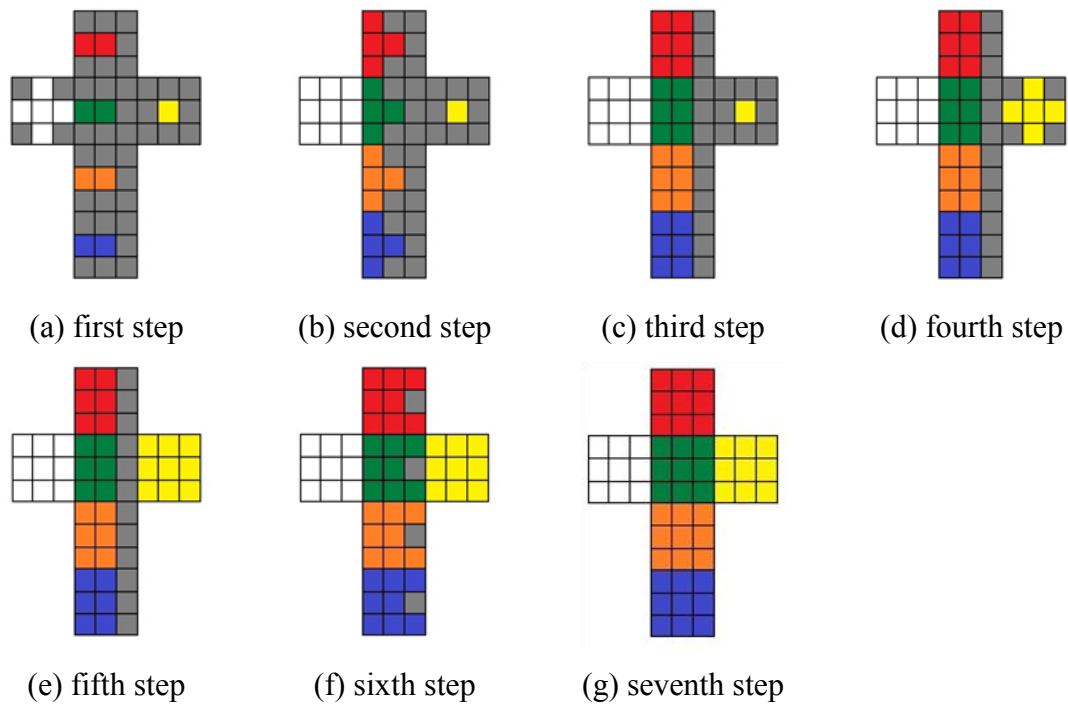 (a) first step
(b) second step
(c) third step
(d) fourth step
(e) fifth step
(f) sixth step
(g) seventh step